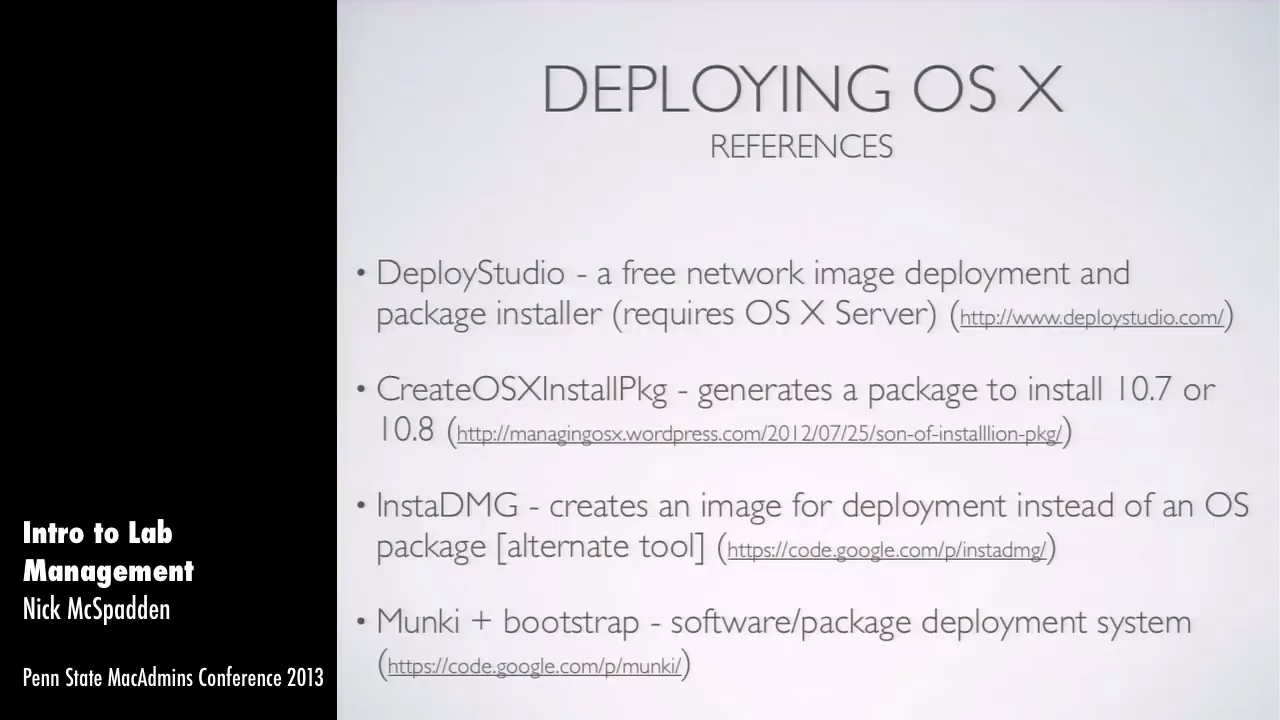 DEPLOYING OS X
REFERENCES
• DeployStudio - a free network image deployment and
package installer (requires OS X Server) (http://www.deploystudio.com/)
• CreateOSXInstallPkg - generates a package to install 10.7 or
10.8 (http://managingosx.wordpress.com/2012/07/25/son-of-installlion-pkg/)
• InstaDMG - creates an image for deployment instead of an OS
package [alternate tool] (https://code.google.com/p/instadmg/)
• Munki + bootstrap - software/package deployment system
(https://code.google.com/p/munki/)
Intro to Lab
Management
Nick McSpadden
Penn State MacAdmins Conference 2013